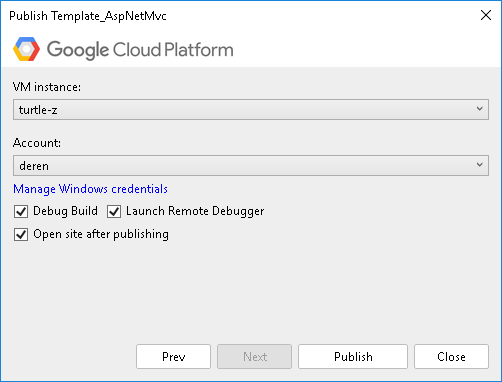 Publish Template_AspNetMvc
Google Cloud Platform
VM instance:
turtle-z
Account:
deren
Manage Windows credentials
Debug Build Launch Remote Debugger
Open site after publishing
Prev Next Publish Close